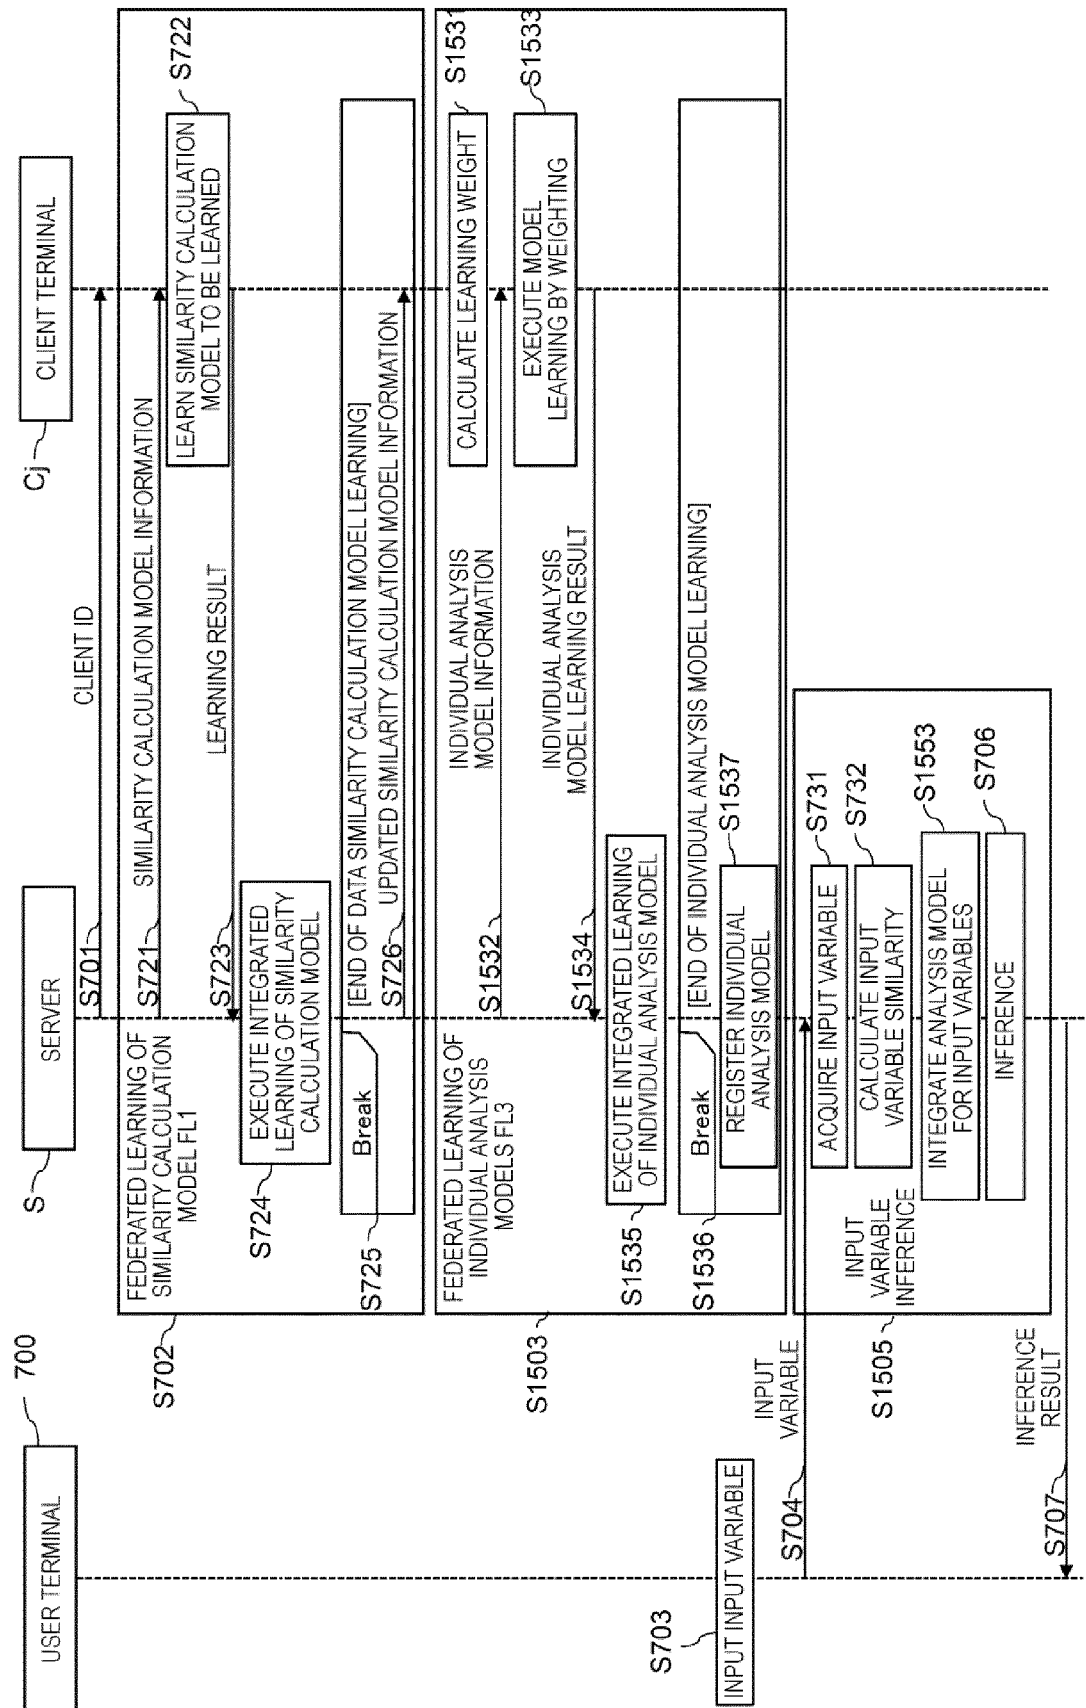 USER TERMINAL
700
SERVER
S
CLIENT TERMINAL
Cj
CLIENT ID
S701
FEDERATED LEARNING OF
SIMILARITY CALCULATION
MODEL FL1
S702
SIMILARITY CALCULATION MODEL INFORMATION
S721
LEARN SIMILARITY CALCULATION
MODEL TO BE LEARNED
S722
LEARNING RESULT
S723
EXECUTE INTEGRATED
LEARNING OF SIMILARITY
CALCULATION MODEL
S724
Break
S725
[END OF DATA SIMILARITY CALCULATION MODEL LEARNING]
UPDATED SIMILARITY CALCULATION MODEL INFORMATION
S726
FEDERATED LEARNING OF
INDIVIDUAL ANALYSIS
MODELS FL3
S1503
CALCULATE LEARNING WEIGHT
S1531
INDIVIDUAL ANALYSIS
MODEL INFORMATION
S1532
EXECUTE MODEL
LEARNING BY WEIGHTING
S1533
INDIVIDUAL ANALYSIS
MODEL LEARNING RESULT
S1534
EXECUTE INTEGRATED LEARNING
OF INDIVIDUAL ANALYSIS MODEL
S1535
Break
S1536
[END OF INDIVIDUAL ANALYSIS MODEL LEARNING]
REGISTER INDIVIDUAL
ANALYSIS MODEL
S1537
INPUT INPUT VARIABLE
S703
INPUT
VARIABLE
S704
INPUT
VARIABLE
INFERENCE
S1505
ACQUIRE INPUT VARIABLE
S731
CALCULATE INPUT
VARIABLE SIMILARITY
S732
INTEGRATE ANALYSIS MODEL
FOR INPUT VARIABLES
S1553
INFERENCE
S706
INFERENCE
RESULT
S707